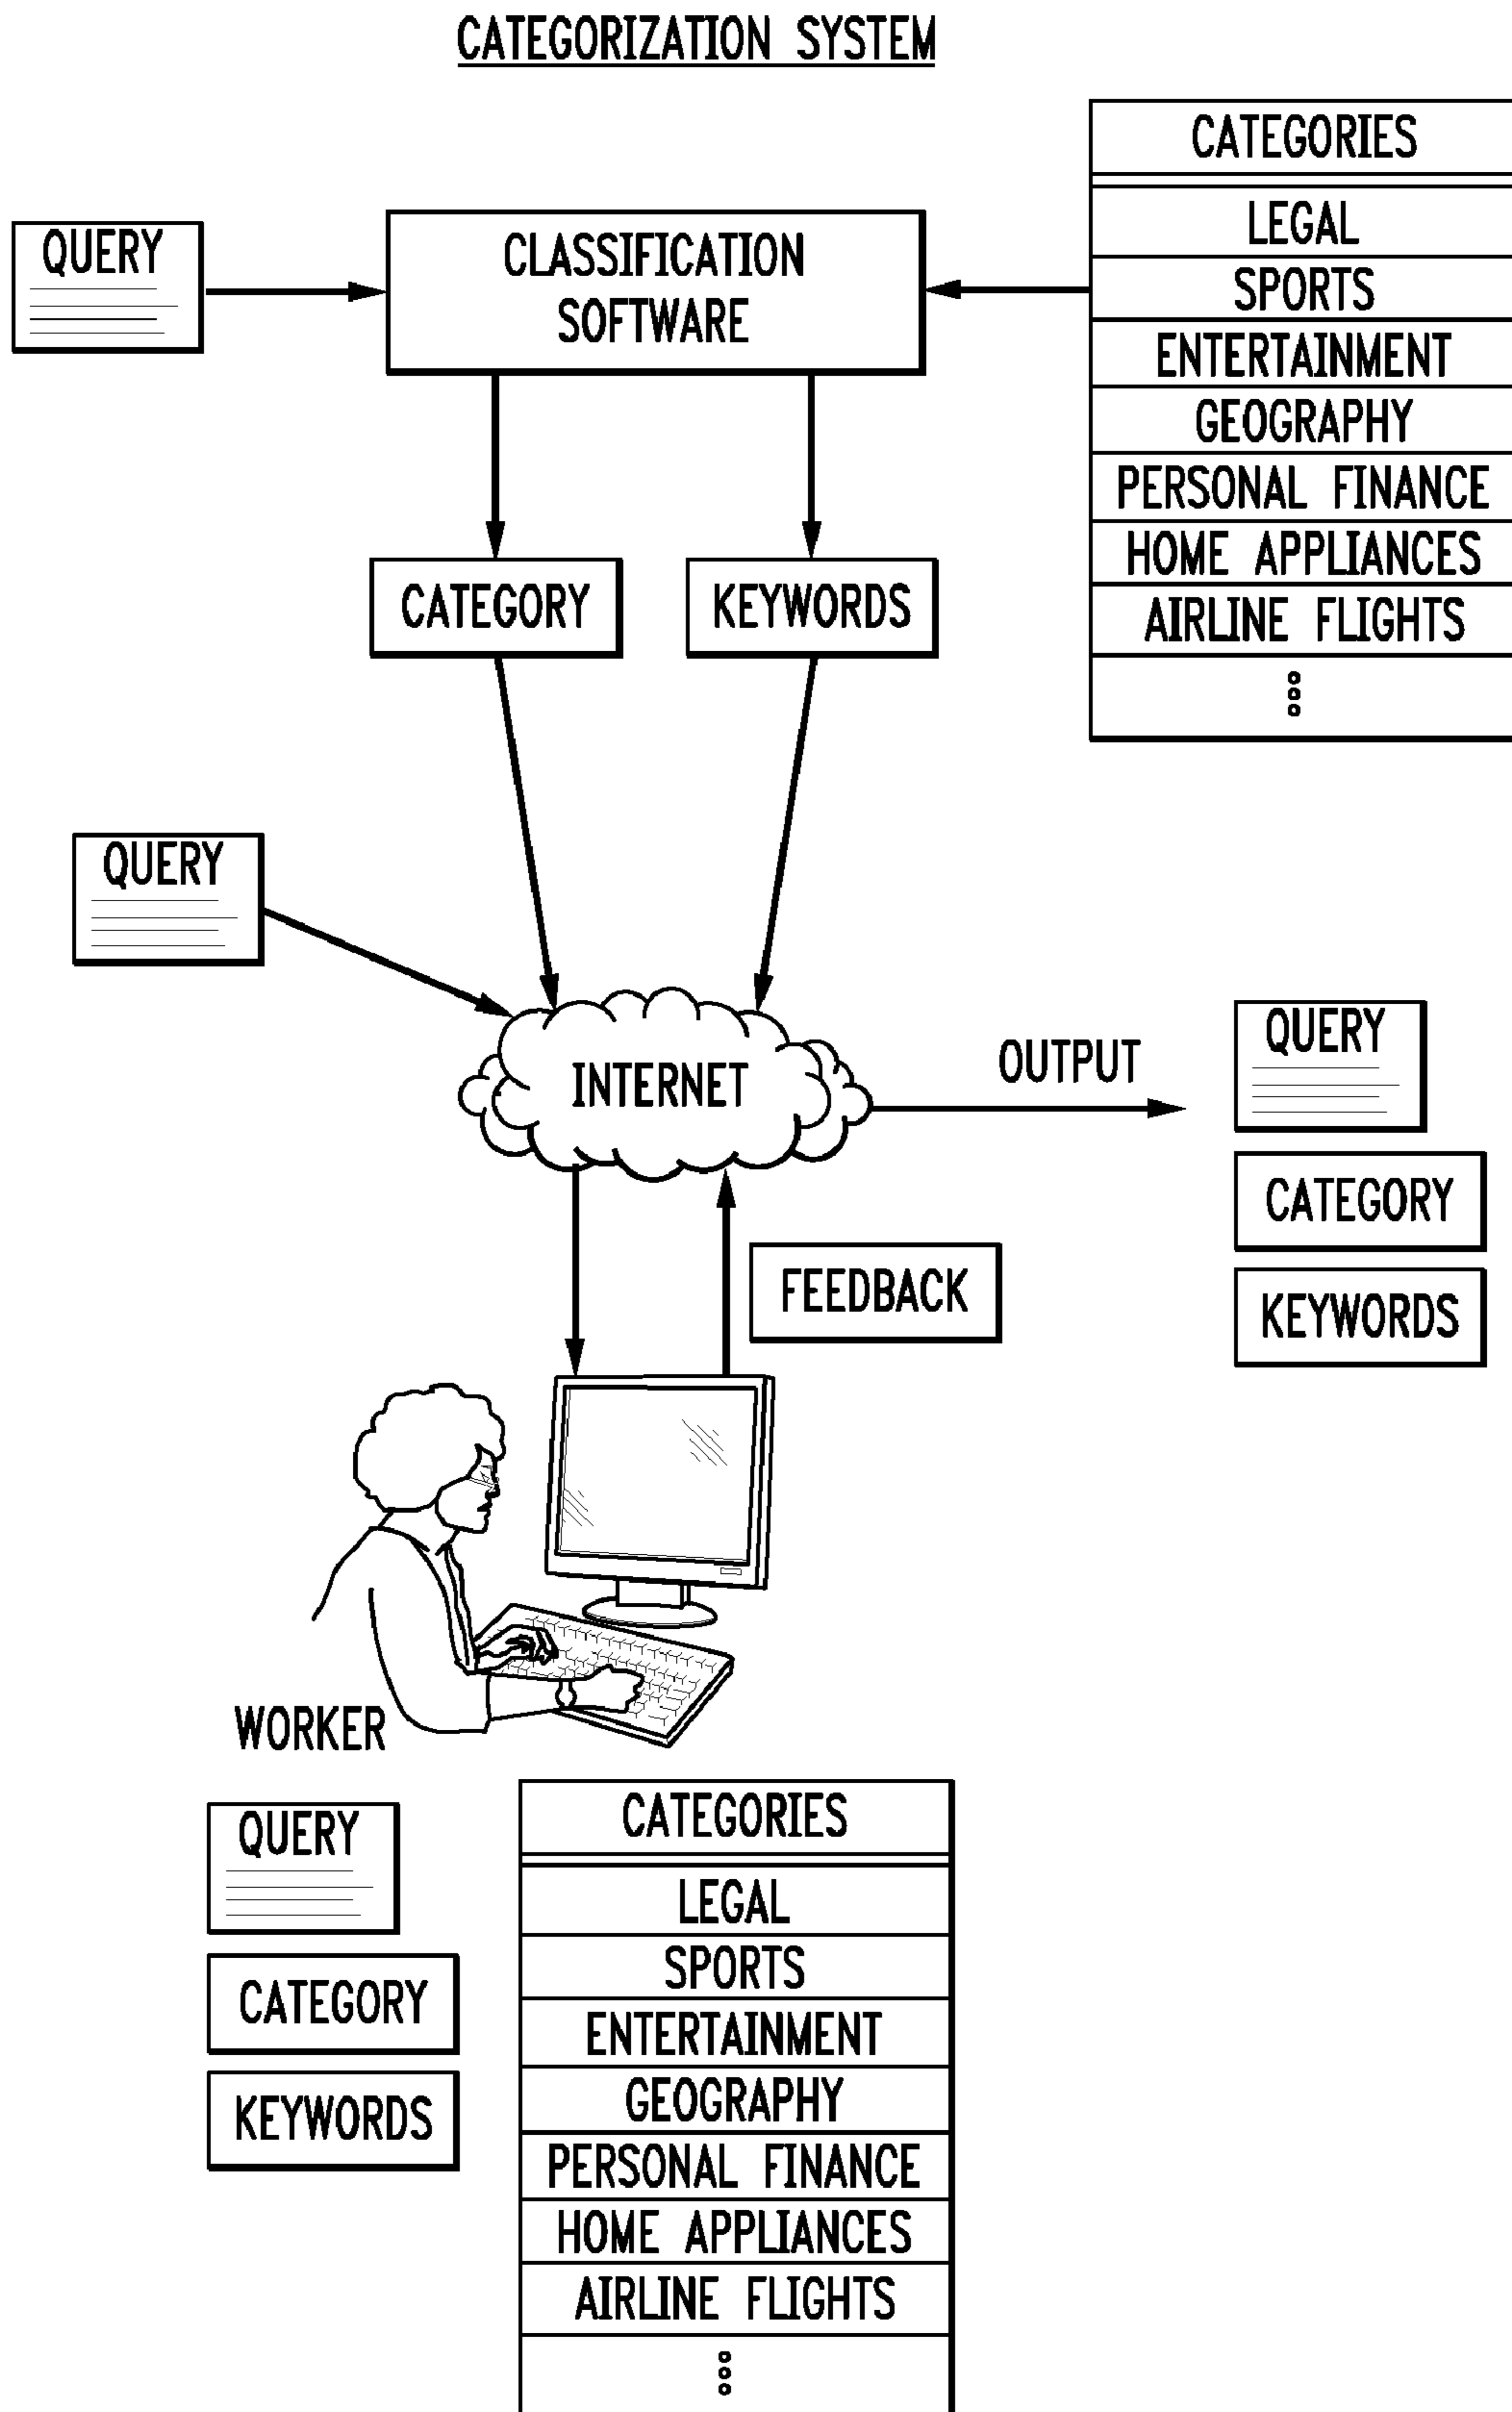 CATEGORIZATION SYSTEM
QUERY
CLASSIFICATION
SOFTWARE
CATEGORIES
LEGAL
SPORTS
ENTERTAINMENT
GEOGRAPHY
PERSONAL FINANCE
HOME APPLIANCES
AIRLINE FLIGHTS
CATEGORY
KEYWORDS
QUERY
INTERNET
OUTPUT
QUERY
CATEGORY
KEYWORDS
FEEDBACK
WORKER
QUERY
CATEGORY
KEYWORDS
CATEGORIES
LEGAL
SPORTS
ENTERTAINMENT
GEOGRAPHY
PERSONAL FINANCE
HOME APPLIANCES
AIRLINE FLIGHTS